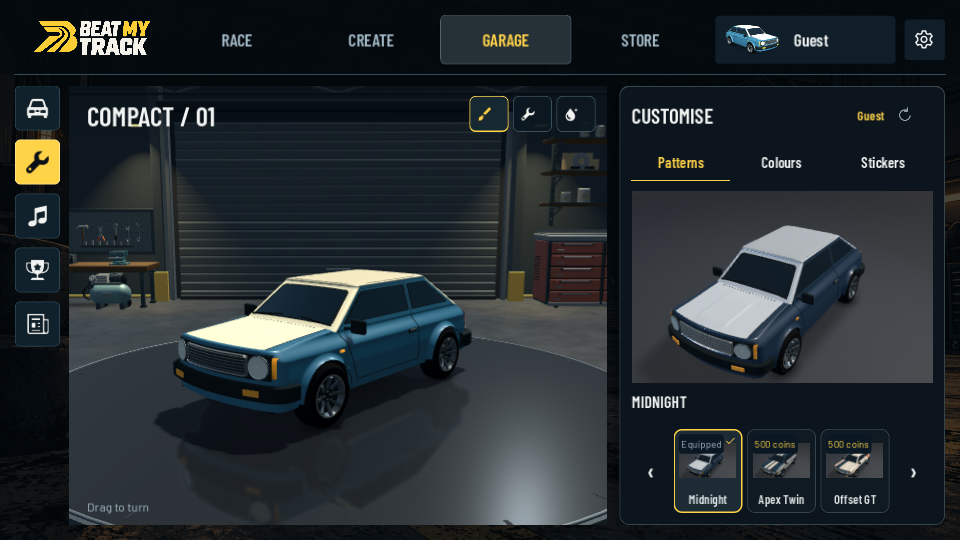 BEAT MY
TRACK
RACE
CREATE
GARAGE
STORE
Guest
COMPACT / 01
CUSTOMISE
Guest
Patterns
Colours
Stickers
MIDNIGHT
Equipped
500 coins
500 coins
Midnight
Apex Twin
Offset GT
Drag to turn